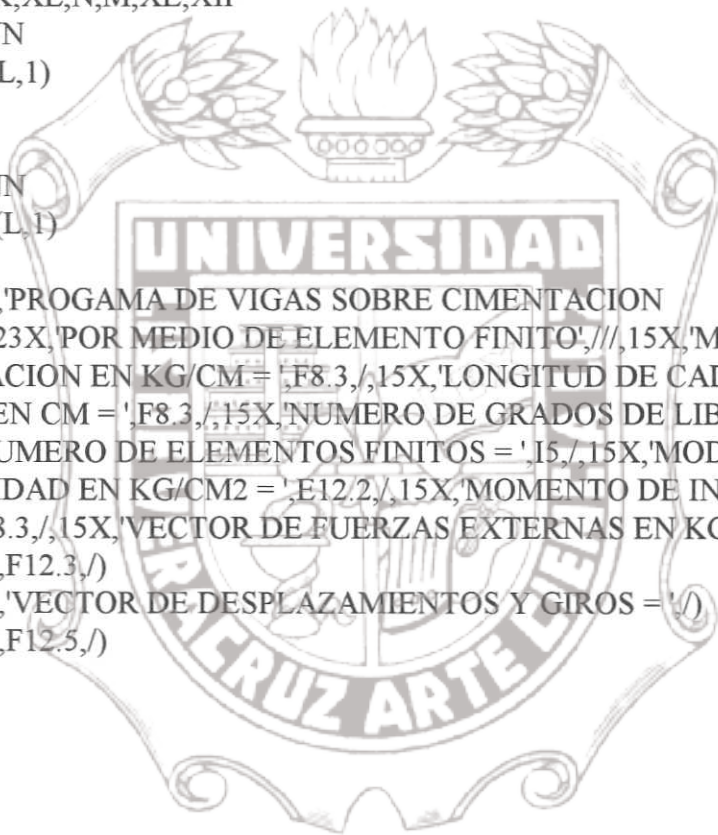 K,XL,N,M,XE,XII
N
L,1)
NN
(L,1)
,'PROGAMA DE VIGAS SOBRE CIMENTACION
23X,'POR MEDIO DE ELEMENTO FINITO',///,15X,'M
ACION EN KG/CM = ',F8.3,/,15X,'LONGITUD DE CAD
EN CM = ',F8.3,/,15X,'NUMERO DE GRADOS DE LIB
UMERO DE ELEMENTOS FINITOS = ',I5,/,15X,'MOD
IDAD EN KG/CM2 = ',E12.2,/,15X,'MOMENTO DE IN
8.3,/,15X,'VECTOR DE FUERZAS EXTERNAS EN KG
,F12.3,/)
,'VECTOR DE DESPLAZAMIENTOS Y GIROS = ',/)
,F12.5,/)
UNIVERSIDAD
VERACRUZ ARTE